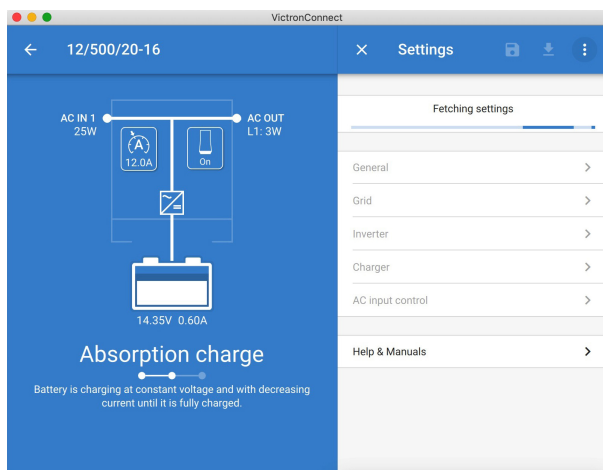 VictronConnect
12/500/20-16
AC IN 1
25W
AC OUT
L1: 3W
A
12.0A
On
14.35V 0.60A
Absorption charge
Battery is charging at constant voltage and with decreasing
current until it is fully charged.
Settings
Fetching settings
General
Grid
Inverter
Charger
AC input control
Help & Manuals